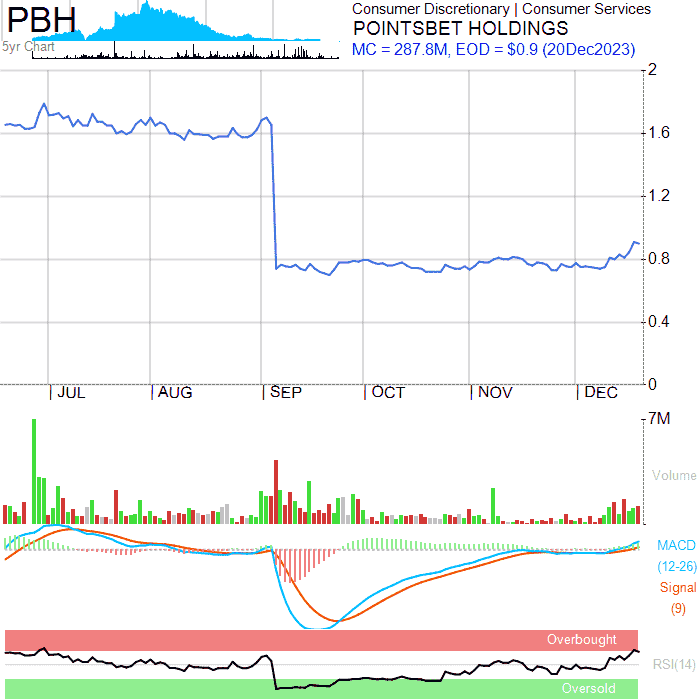 PBH
5yr Chart
Consumer Discretionary | Consumer Services
POINTSBET HOLDINGS
MC = 287.8M, EOD = $0.9 (20Dec2023)
2
1.6
1.2
0.8
0.4
0
JUL AUG SEP OCT NOV DEC
7M
Volume
MACD
(12-26)
Signal
(9)
Overbought
RSI(14)
Oversold